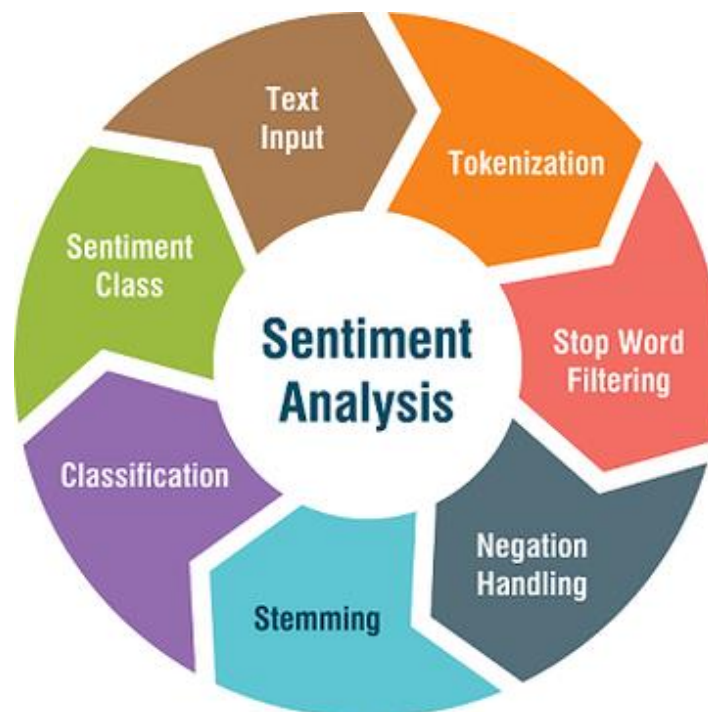 Text
Input
Tokenization
Stop Word
Filtering
Negation
Handling
Stemming
Classification
Sentiment
Class
Sentiment
Analysis